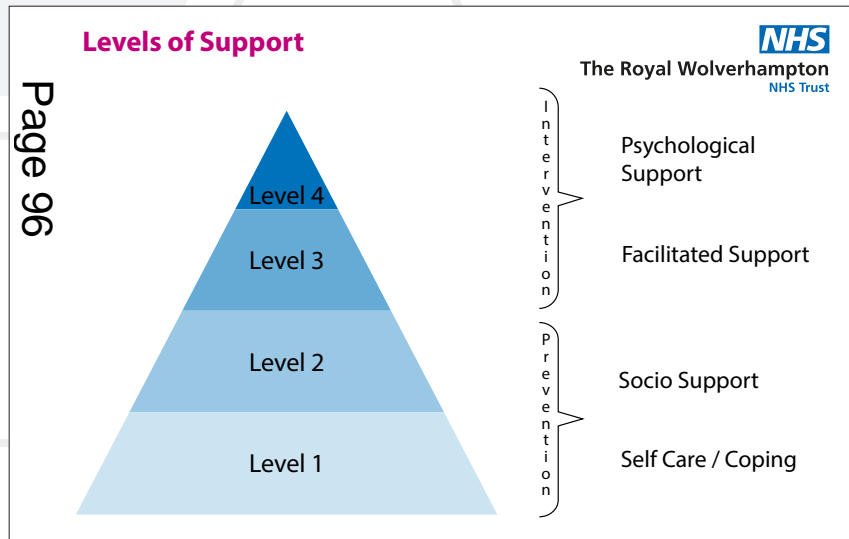 Levels of Support
NHS
The Royal Wolverhampton
NHS Trust
Page 96
Level 4
Level 3
Level 2
Level 1
Intervention
Psychological
Support
Facilitated Support
Prevention
Socio Support
Self Care / Coping